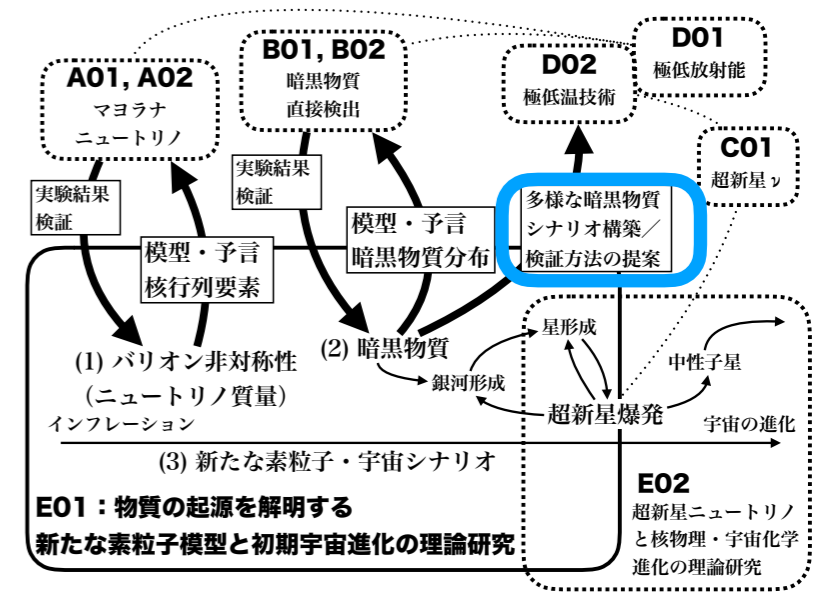 A01, A02
マヨラナ
ニュートリノ
B01, B02
暗黒物質
直接検出
D02
極低温技術
D01
極低放射能
C01
超新星ν
実験結果
検証
模型・予言
核行列要素
実験結果
検証
模型・予言
暗黒物質分布
多様な暗黒物質
シナリオ構築／
検証方法の提案
(1) バリオン非対称性
（ニュートリノ質量）
(2) 暗黒物質
銀河形成
星形成
超新星爆発
中性子星
インフレーション
宇宙の進化
(3) 新たな素粒子・宇宙シナリオ
E01：物質の起源を解明する
新たな素粒子模型と初期宇宙進化の理論研究
E02
超新星ニュートリノ
と核物理・宇宙化学
進化の理論研究